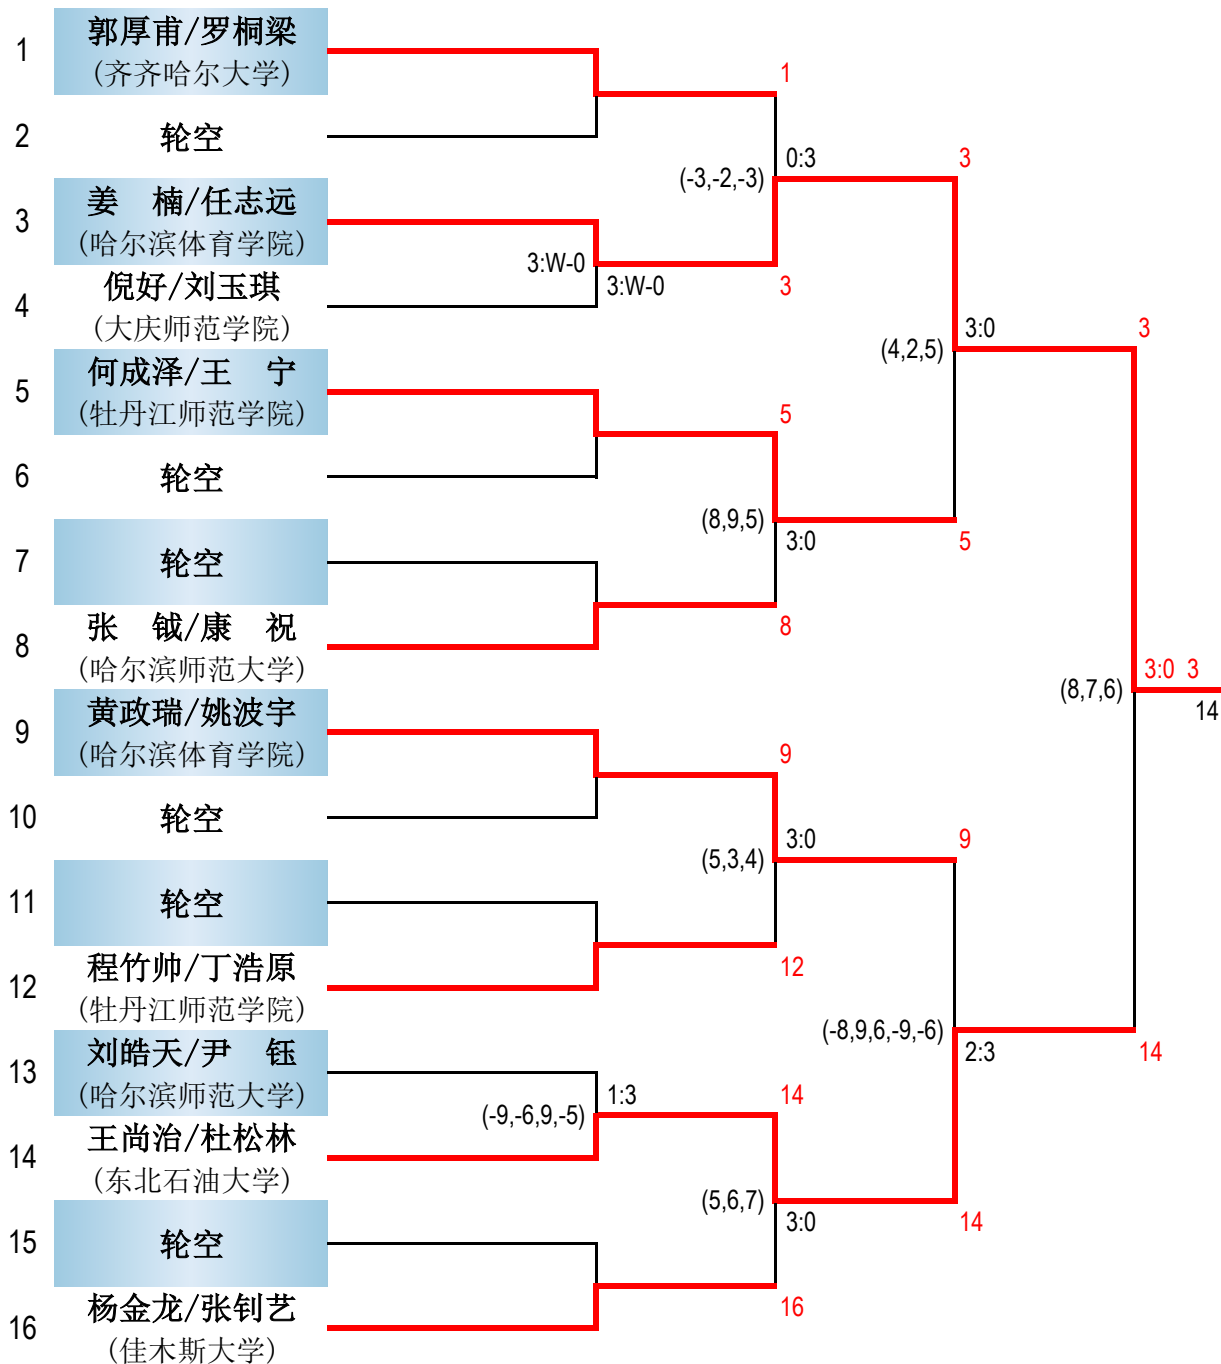 1
郭厚甫/罗桐梁
(齐齐哈尔大学)
1
2
轮空
(-3,-2,-3)
0:3
3
3
姜　楠/任志远
(哈尔滨体育学院)
3:W-0
3:W-0
3
4
倪好/刘玉琪
(大庆师范学院)
(4,2,5)
3:0
3
5
何成泽/王　宁
(牡丹江师范学院)
5
6
轮空
(8,9,5)
3:0
5
7
轮空
8
张　钺/康　祝
(哈尔滨师范大学)
8
(8,7,6)
3:0 3
14
9
黄政瑞/姚波宇
(哈尔滨体育学院)
9
10
轮空
(5,3,4)
3:0
9
11
轮空
12
程竹帅/丁浩原
(牡丹江师范学院)
12
(-8,9,6,-9,-6)
2:3
14
13
刘皓天/尹　钰
(哈尔滨师范大学)
(-9,-6,9,-5)
1:3
14
14
王尚治/杜松林
(东北石油大学)
(5,6,7)
3:0
14
15
轮空
16
杨金龙/张钊艺
(佳木斯大学)
16